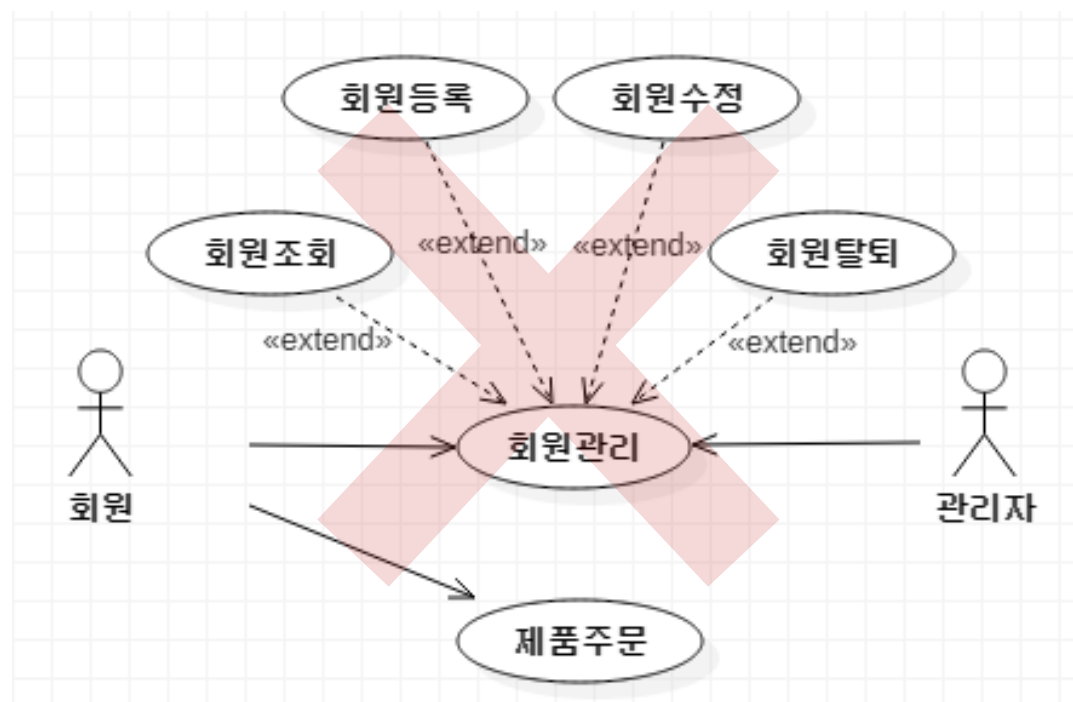 회원등록
회원수정
«extend»
«extend»
회원조회
회원탈퇴
«extend»
«extend»
회원
회원관리
관리자
제품주문